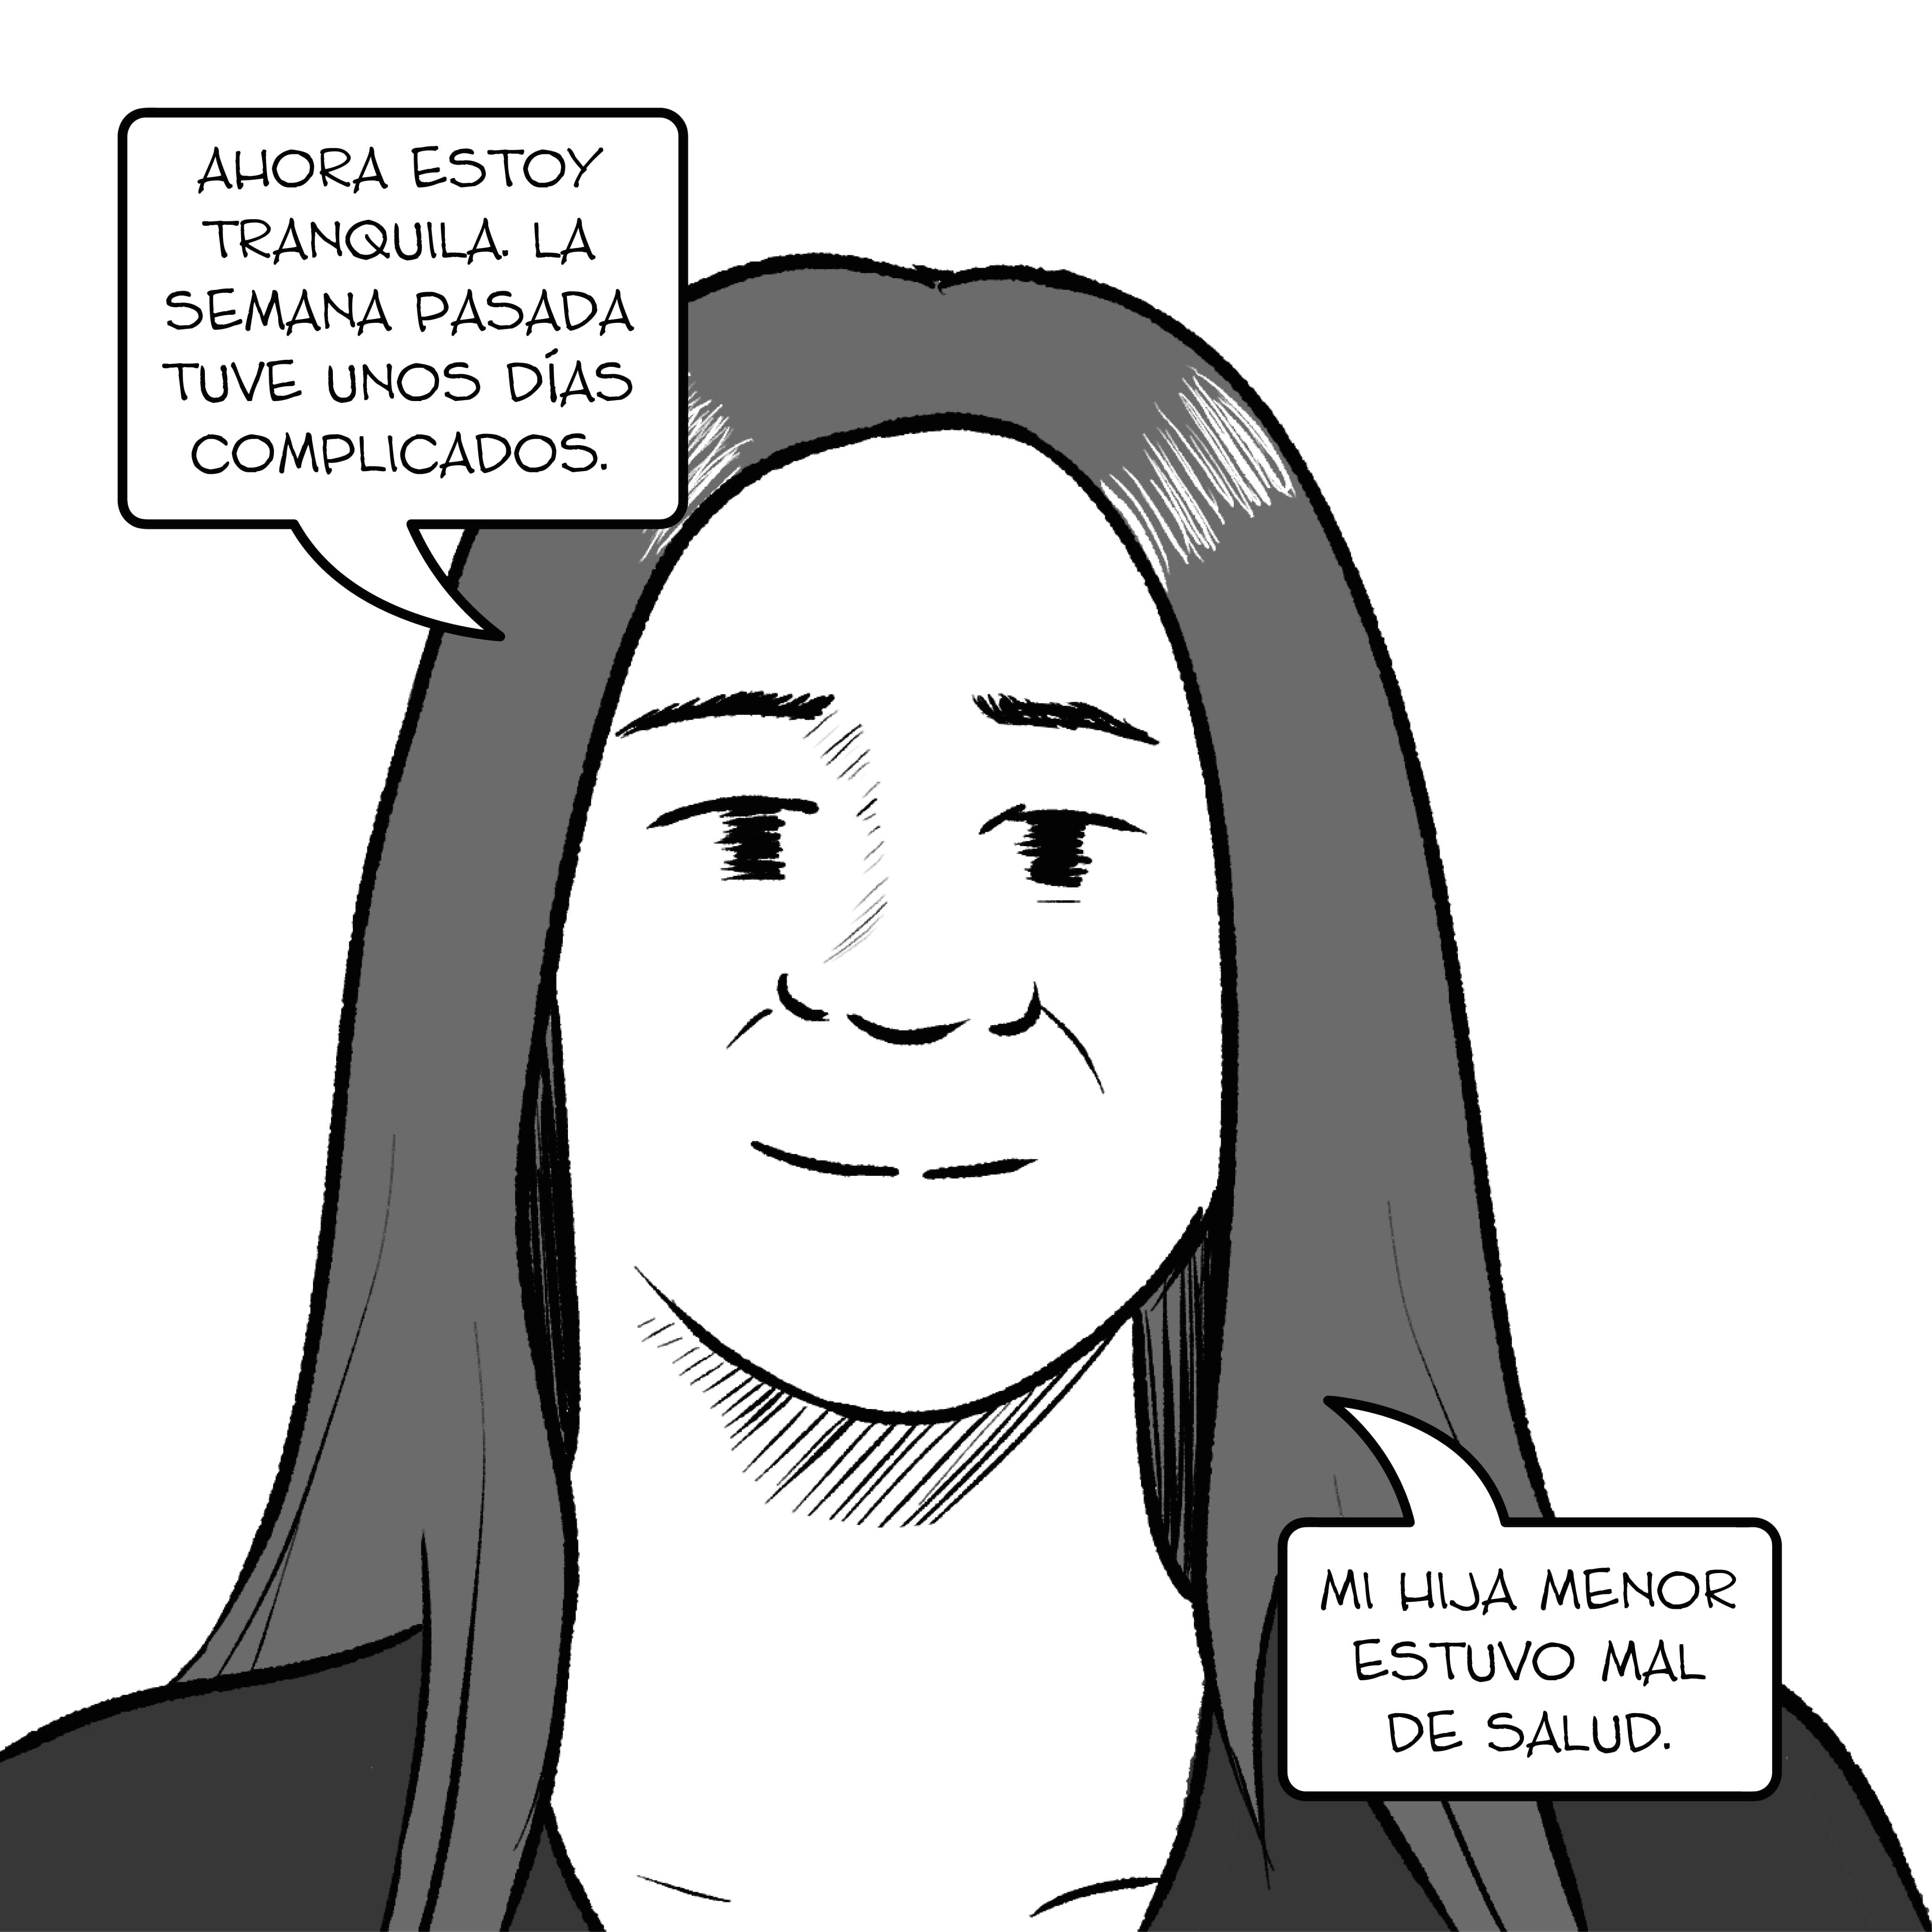 AHORA ESTOY
TRANQUILA. LA
SEMANA PASADA
TUVE UNOS DÍAS
COMPLICADOS.
MI HIJA MENOR
ESTUVO MAL
DE SALUD.